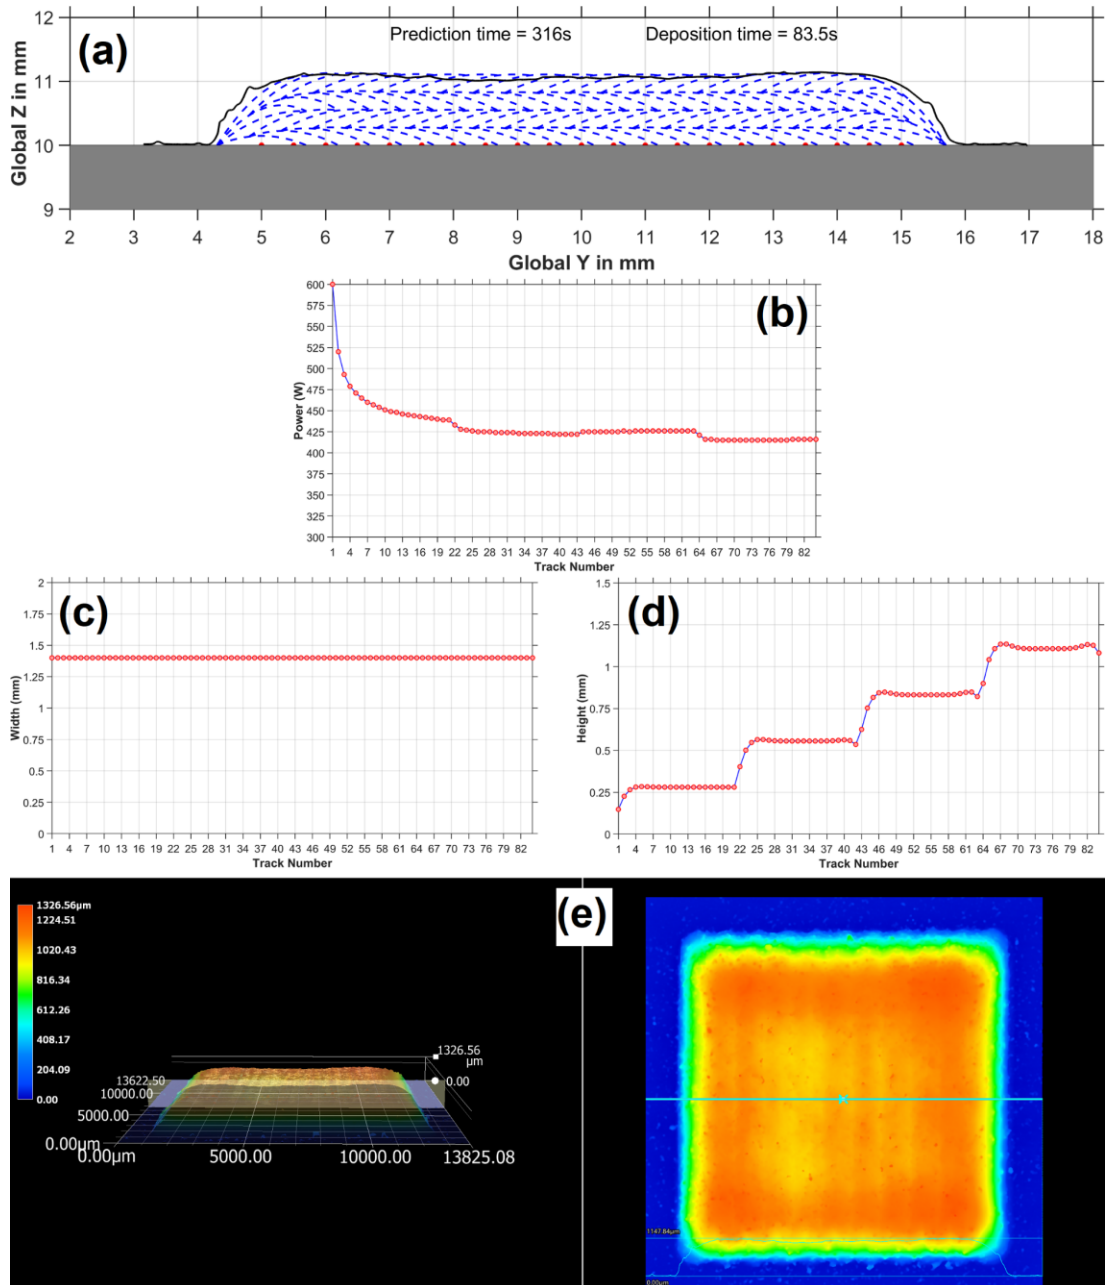 (a)
Prediction time = 316s Deposition time = 83.5s
12
11
10
9
Global Z in mm
2 3 4 5 6 7 8 9 10 11 12 13 14 15 16 17 18
Global Y in mm
(b)
600
575
550
525
500
475
450
425
400
375
350
325
300
Power (W)
1 4 7 10 13 16 19 22 25 28 31 34 37 40 43 46 49 52 55 58 61 64 67 70 73 76 79 82
Track Number
(c)
2
1.75
1.5
1.25
1
0.75
0.5
0.25
0
Width (mm)
1 4 7 10 13 16 19 22 25 28 31 34 37 40 43 46 49 52 55 58 61 64 67 70 73 76 79 82
Track Number
(d)
1.5
1.25
1
0.75
0.5
0.25
0
Height (mm)
1 4 7 10 13 16 19 22 25 28 31 34 37 40 43 46 49 52 55 58 61 64 67 70 73 76 79 82
Track Number
(e)
1326.56µm
1224.51
1020.43
816.34
612.26
408.17
204.09
0.00
1326.56
µm
0.00
13622.50
10000.00
5000.00
0.00µm
0.00µm
5000.00
10000.00
13825.08
1147.84µm
0.00µm